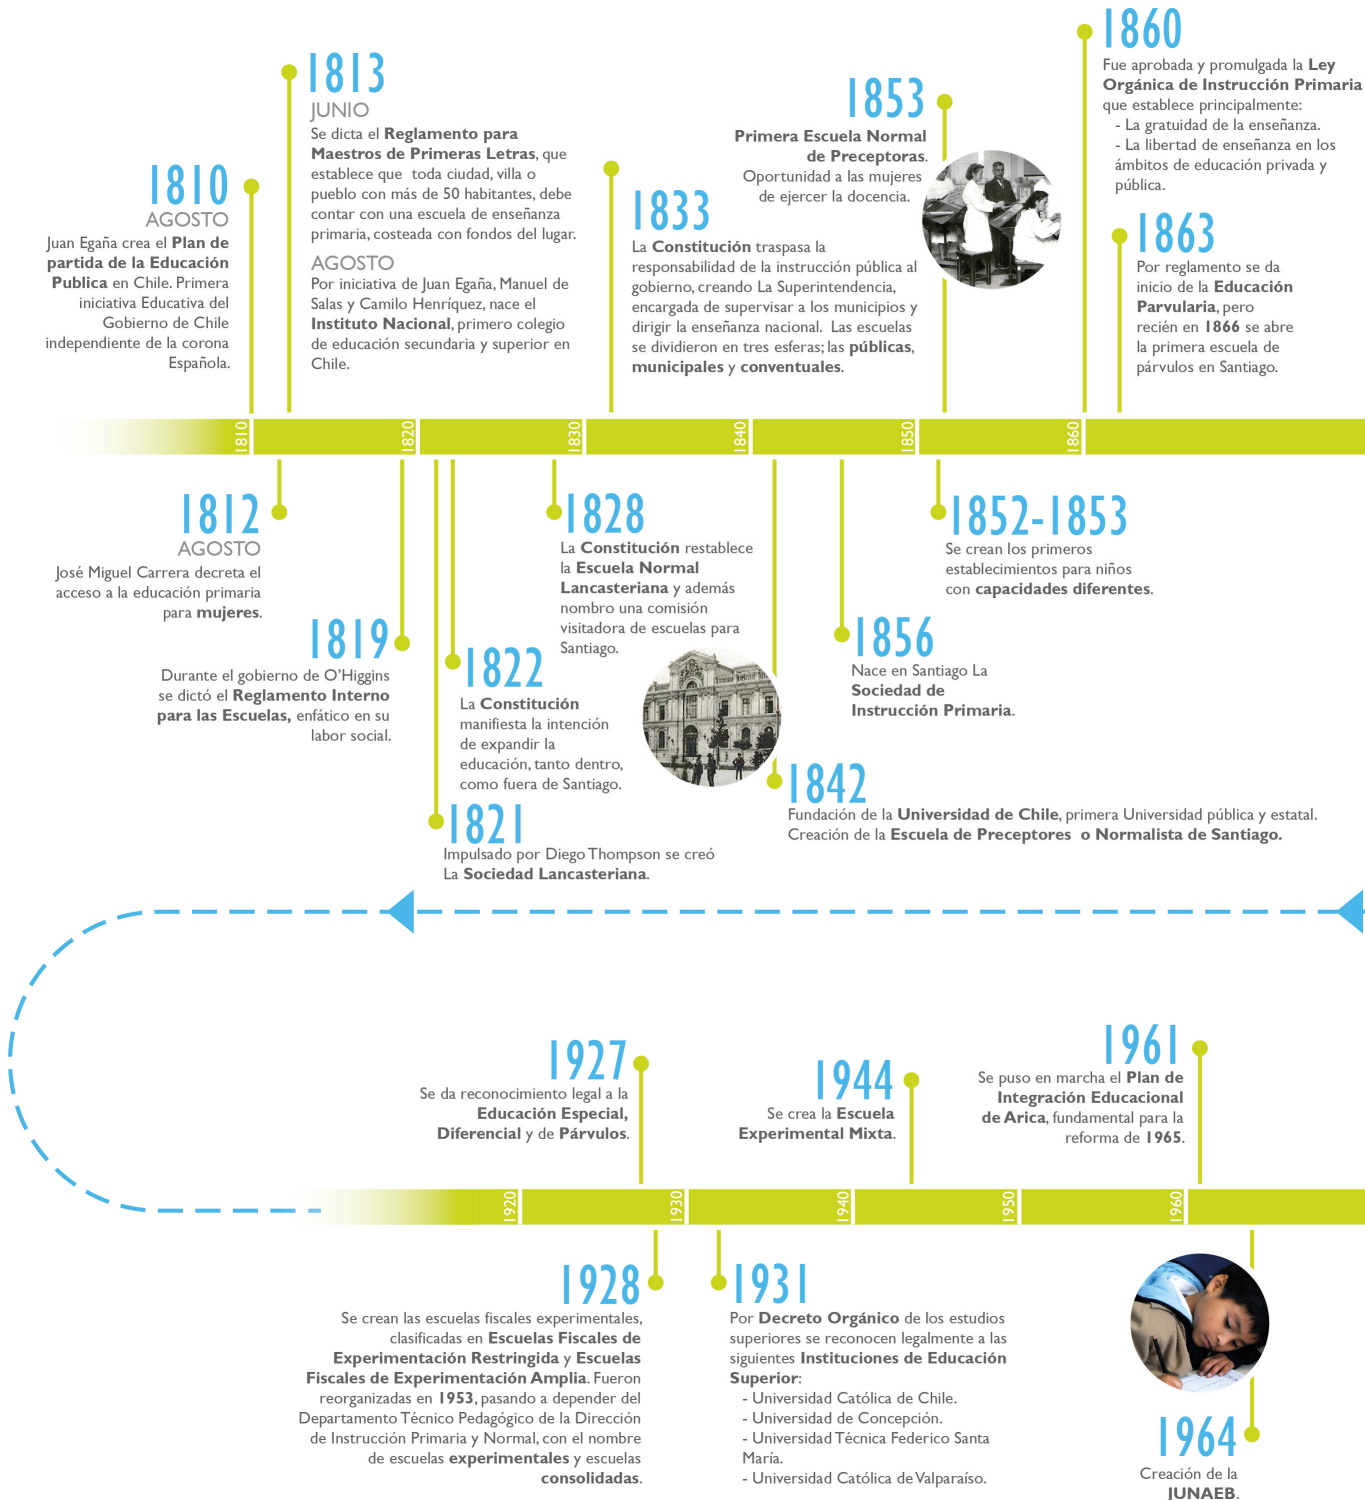 1810
AGOSTO
Juan Egaña crea el Plan de
partida de la Educación
Publica en Chile. Primera
iniciativa Educativa del
Gobierno de Chile
independiente de la corona
Española.
1813
JUNIO
Se dicta el Reglamento para
Maestros de Primeras Letras, que
establece que toda ciudad, villa o
pueblo con más de 50 habitantes, debe
contar con una escuela de enseñanza
primaria, costeada con fondos del lugar.
AGOSTO
Por iniciativa de Juan Egaña, Manuel de
Salas y Camilo Henríquez, nace el
Instituto Nacional, primero colegio
de educación secundaria y superior en
Chile.
1833
La Constitución traspasa la
responsabilidad de la instrucción pública al
gobierno, creando La Superintendencia,
encargada de supervisar a los municipios y
dirigir la enseñanza nacional. Las escuelas
se dividieron en tres esferas; las públicas,
municipales y conventuales.
1853
Primera Escuela Normal
de Preceptoras.
Oportunidad a las mujeres
de ejercer la docencia.
1860
Fue aprobada y promulgada la Ley
Orgánica de Instrucción Primaria
que establece principalmente:
- La gratuidad de la enseñanza.
- La libertad de enseñanza en los
ámbitos de educación privada y
pública.
1863
Por reglamento se da
inicio de la Educación
Parvularia, pero
recién en 1866 se abre
la primera escuela de
párvulos en Santiago.
1810
1820
1830
1840
1850
1860
1812
AGOSTO
José Miguel Carrera decreta el
acceso a la educación primaria
para mujeres.
1819
Durante el gobierno de O'Higgins
se dictó el Reglamento Interno
para las Escuelas, enfático en su
labor social.
1821
Impulsado por Diego Thompson se creó
La Sociedad Lancasteriana.
1822
La Constitución
manifiesta la intención
de expandir la
educación, tanto dentro,
como fuera de Santiago.
1828
La Constitución restablece
la Escuela Normal
Lancasteriana y además
nombro una comisión
visitadora de escuelas para
Santiago.
1842
Fundación de la Universidad de Chile, primera Universidad pública y estatal.
Creación de la Escuela de Preceptores o Normalista de Santiago.
1856
Nace en Santiago La
Sociedad de
Instrucción Primaria.
1852-1853
Se crean los primeros
establecimientos para niños
con capacidades diferentes.
1927
Se da reconocimiento legal a la
Educación Especial,
Diferencial y de Párvulos.
1944
Se crea la Escuela
Experimental Mixta.
1961
Se puso en marcha el Plan de
Integración Educacional
de Arica, fundamental para la
reforma de 1965.
1920
1930
1940
1950
1960
1928
Se crean las escuelas fiscales experimentales,
clasificadas en Escuelas Fiscales de
Experimentación Restringida y Escuelas
Fiscales de Experimentación Amplia. Fueron
reorganizadas en 1953, pasando a depender del
Departamento Técnico Pedagógico de la Dirección
de Instrucción Primaria y Normal, con el nombre
de escuelas experimentales y escuelas
consolidadas.
1931
Por Decreto Orgánico de los estudios
superiores se reconocen legalmente a las
siguientes Instituciones de Educación
Superior:
- Universidad Católica de Chile.
- Universidad de Concepción.
- Universidad Técnica Federico Santa
María.
- Universidad Católica de Valparaíso.
1964
Creación de la
JUNAEB.